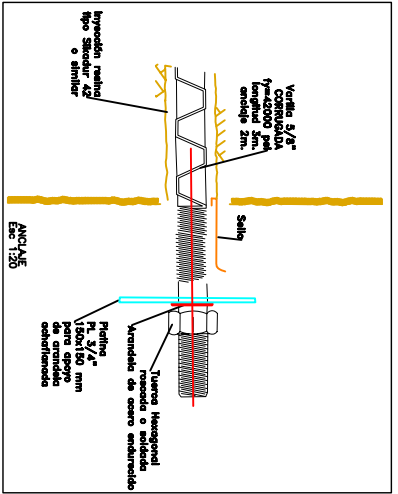 Inyección resina
tipo Sikadur 42
o similar
Varilla 5/8"
CORRUGADA
fy=42000 psi
longitud 3m.
anclaje 2m.
Sello
ANCLAJE
Esc 1:20
Platina
PL 3/4"
150x150 mm
para apoyo
de arandela
achaflanada
Arandela de acero endurecido
Tuerca Hexagonal
roscada o soldada